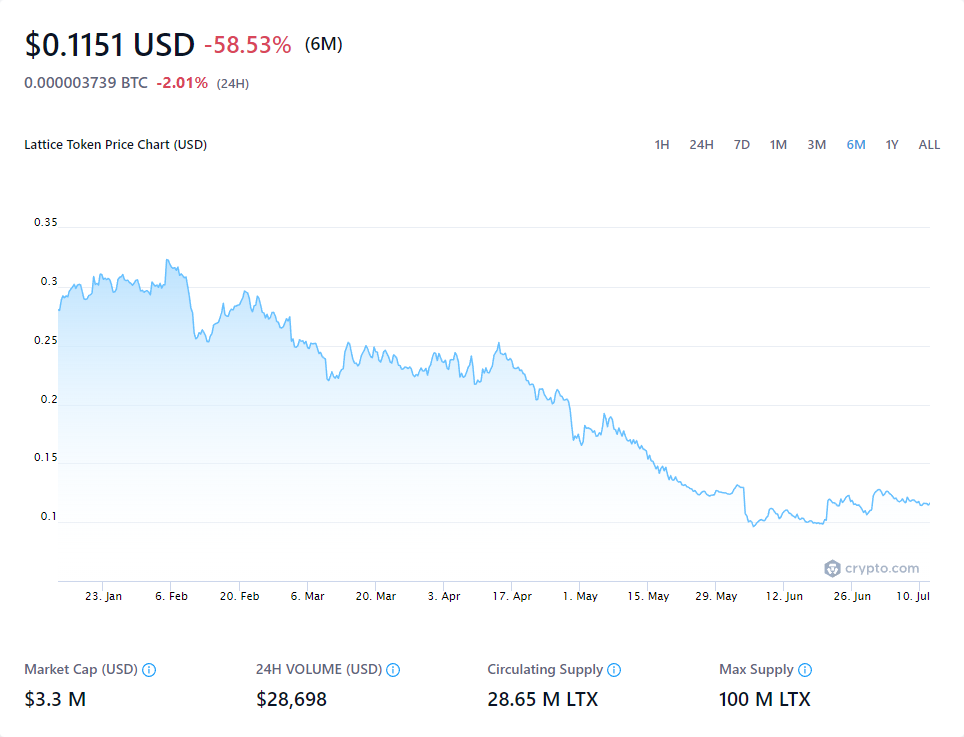 $0.1151 USD -58.53% (6M)
0.000003739 BTC -2.01% (24H)
Lattice Token Price Chart (USD) 1H 24H 7D 1M 3M 6M 1Y ALL
0.35
0.3
0.25
0.2
0.15
0.1
crypto.com
23. Jan 6. Feb 20. Feb 6. Mar 20. Mar 3. Apr 17. Apr 1. May 15. May 29. May 12. Jun 26. Jun 10. Jul
Market Cap (USD) 24H VOLUME (USD) Circulating Supply Max Supply
$3.3 M $28,698 28.65 M LTX 100 M LTX